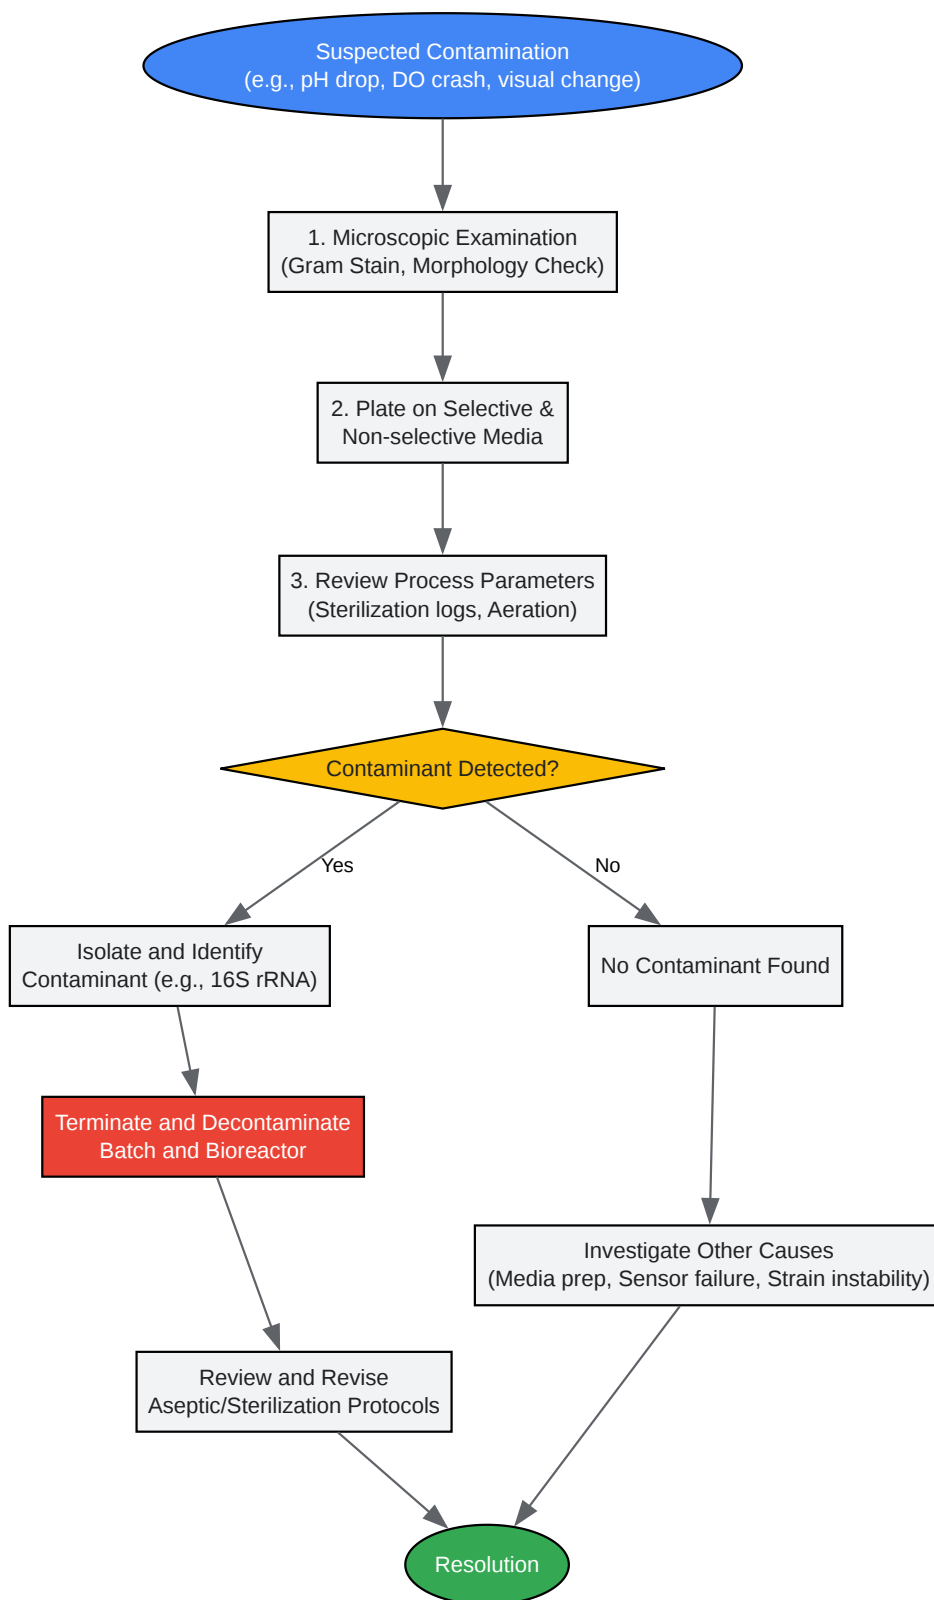 Suspected Contamination
(e.g., pH drop, DO crash, visual change)
1. Microscopic Examination
(Gram Stain, Morphology Check)
2. Plate on Selective &
Non-selective Media
3. Review Process Parameters
(Sterilization logs, Aeration)
Contaminant Detected?
Yes
No
Isolate and Identify
Contaminant (e.g., 16S rRNA)
No Contaminant Found
Terminate and Decontaminate
Batch and Bioreactor
Investigate Other Causes
(Media prep, Sensor failure, Strain instability)
Review and Revise
Aseptic/Sterilization Protocols
Resolution